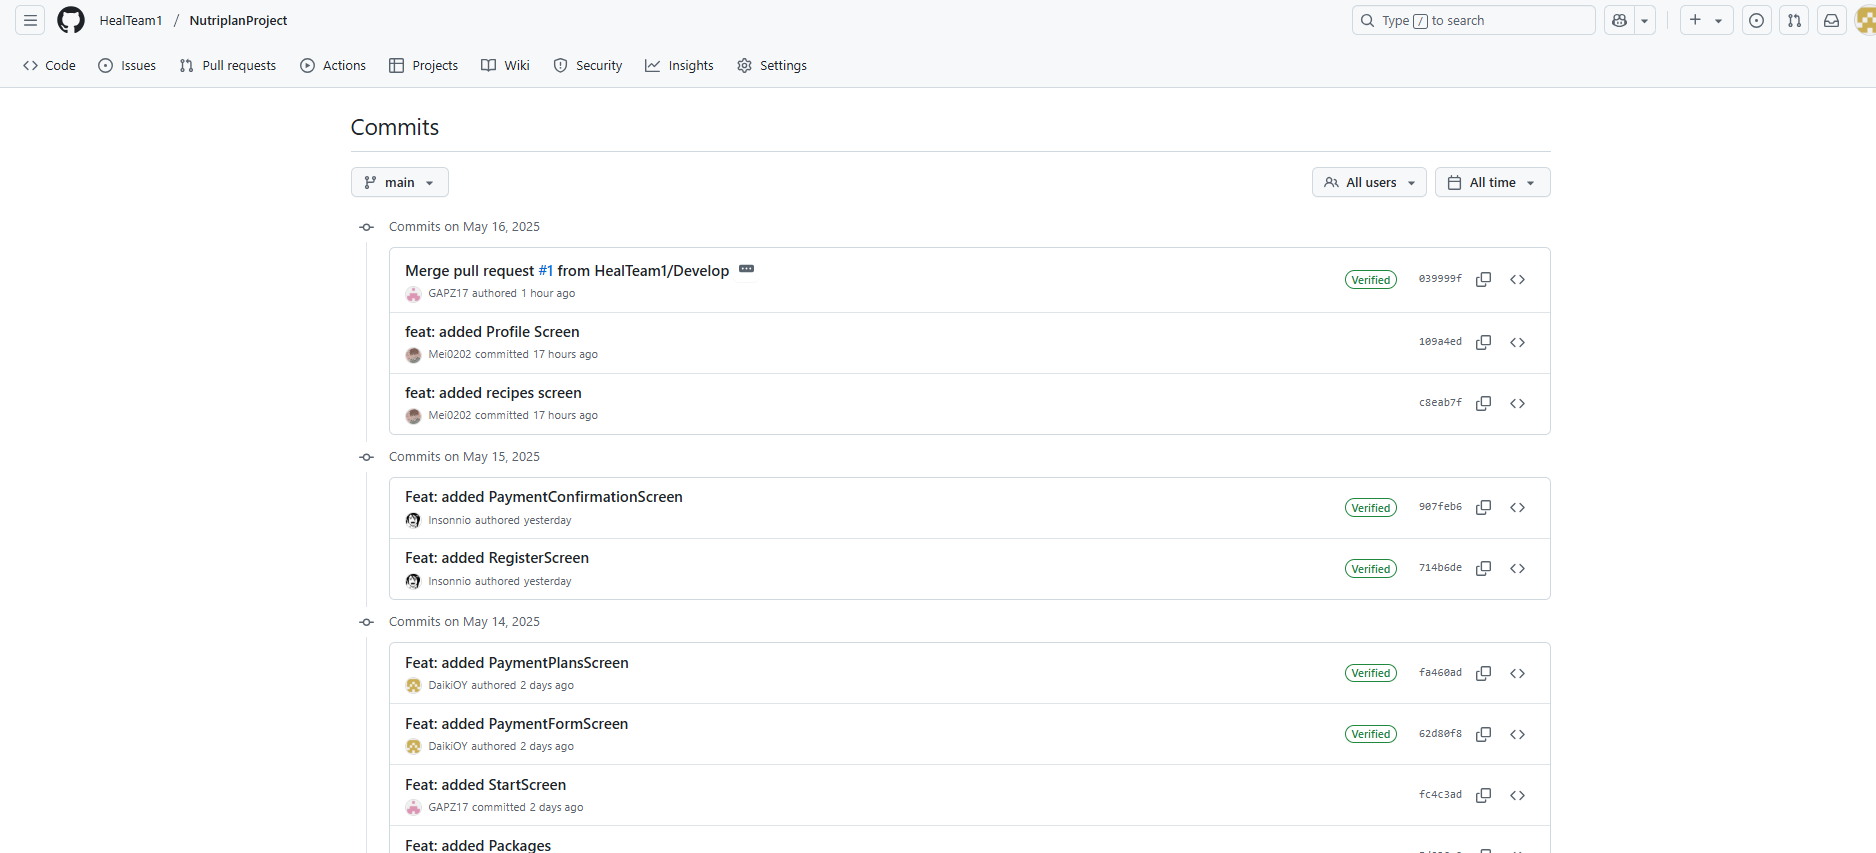 HealTeam1 / NutriplanProject
Type / to search
Code Issues Pull requests Actions Projects Wiki Security Insights Settings
Commits
main All users All time
Commits on May 16, 2025
Merge pull request #1 from HealTeam1/Develop
GAPZ17 authored 1 hour ago
Verified 039999f
feat: added Profile Screen
Mei0202 committed 17 hours ago
109a4ed
feat: added recipes screen
Mei0202 committed 17 hours ago
c8eab7f
Commits on May 15, 2025
Feat: added PaymentConfirmationScreen
Insonnio authored yesterday
Verified 907feb6
Feat: added RegisterScreen
Insonnio authored yesterday
Verified 714b6de
Commits on May 14, 2025
Feat: added PaymentPlansScreen
DaikiOY authored 2 days ago
Verified fa460ad
Feat: added PaymentFormScreen
DaikiOY authored 2 days ago
Verified 62d80f8
Feat: added StartScreen
GAPZ17 committed 2 days ago
fc4c3ad
Feat: added Packages